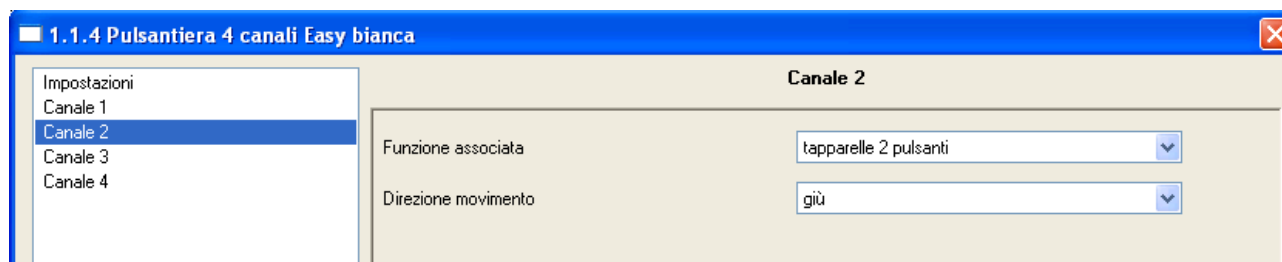 1.1.4 Pulsantiera 4 canali Easy bianca
Impostazioni
Canale 1
Canale 2
Canale 3
Canale 4
Canale 2
Funzione associata tapparelle 2 pulsanti
Direzione movimento giù